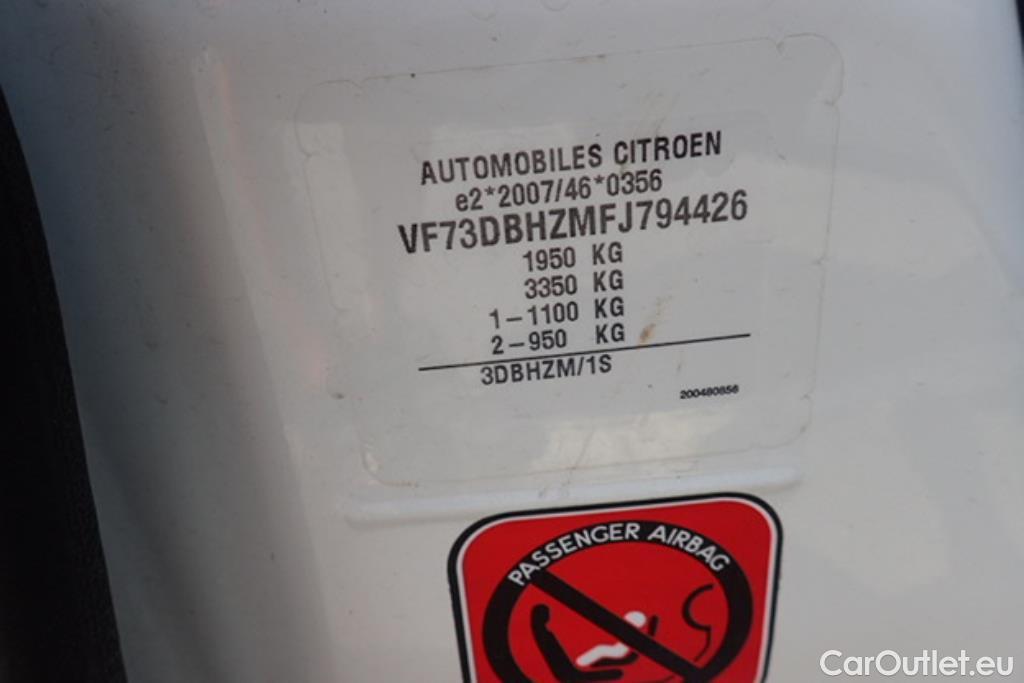 AUTOMOBILES CITROEN
e2*2007/46*0356
VF73DBHZMFJ794426
1950 KG
3350 KG
1-1100 KG
2-950 KG
3DBHZM/1S
200480856
PASSENGER AIRBAG
CarOutlet.eu